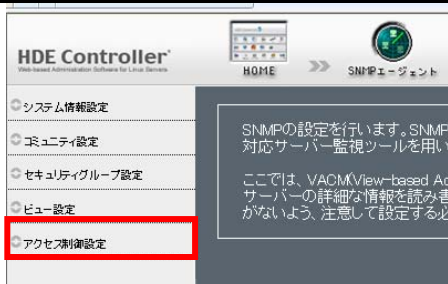 HDE Controller
Web-based Administration Software for Linux Servers
HOME
SNMPエージェント
システム情報設定
コミュニティ設定
セキュリティグループ設定
ビュー設定
アクセス制御設定
SNMPの設定を行います。SNMP
対応サーバー監視ツールを用い
ここでは、VACM(View-based Ac
サーバーの詳細な情報を読み書
がないよう、注意して設定する必